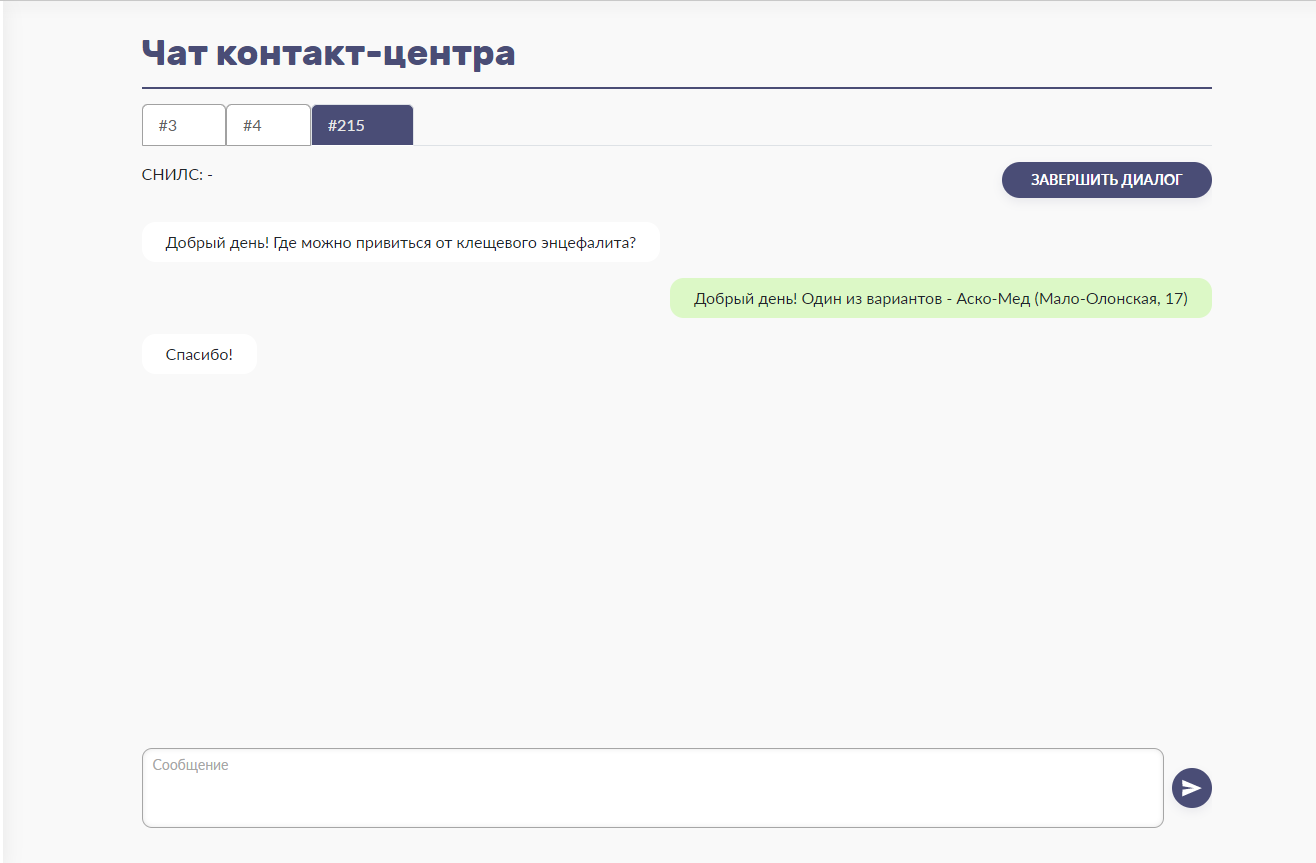 Чат контакт-центра
#3
#4
#215
СНИЛС: -
ЗАВЕРШИТЬ ДИАЛОГ
Добрый день! Где можно привиться от клещевого энцефалита?
Добрый день! Один из вариантов - Аско-Мед (Мало-Олонская, 17)
Спасибо!
Сообщение